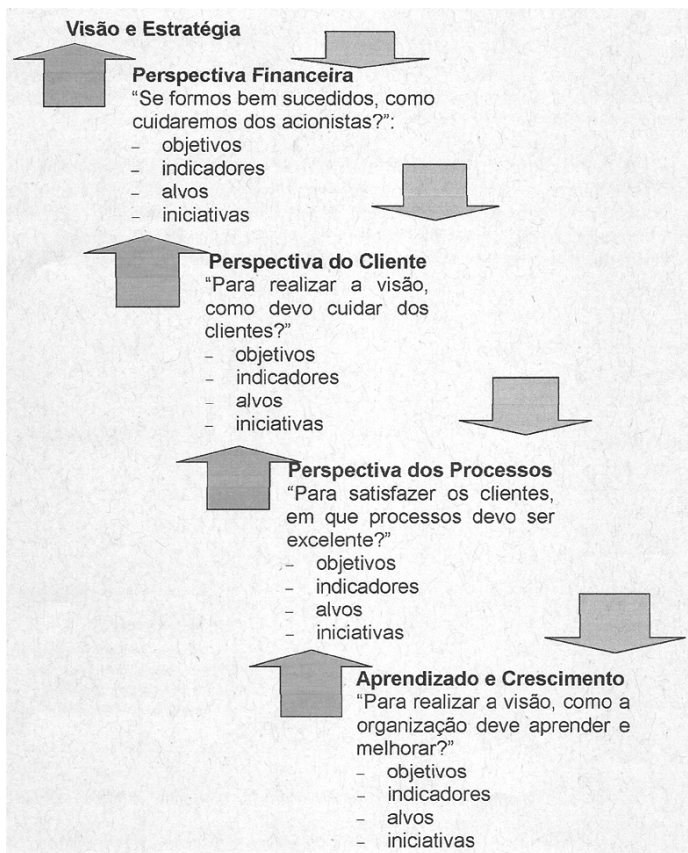 Visão e Estratégia
Perspectiva Financeira
“Se formos bem sucedidos, como
cuidaremos dos acionistas?”:
– objetivos
– indicadores
– alvos
– iniciativas
Perspectiva do Cliente
“Para realizar a visão,
como devo cuidar dos
clientes?”
– objetivos
– indicadores
– alvos
– iniciativas
Perspectiva dos Processos
“Para satisfazer os clientes,
em que processos devo ser
excelente?”
– objetivos
– indicadores
– alvos
– iniciativas
Aprendizado e Crescimento
“Para realizar a visão, como a
organização deve aprender e
melhorar?”
– objetivos
– indicadores
– alvos
– iniciativas